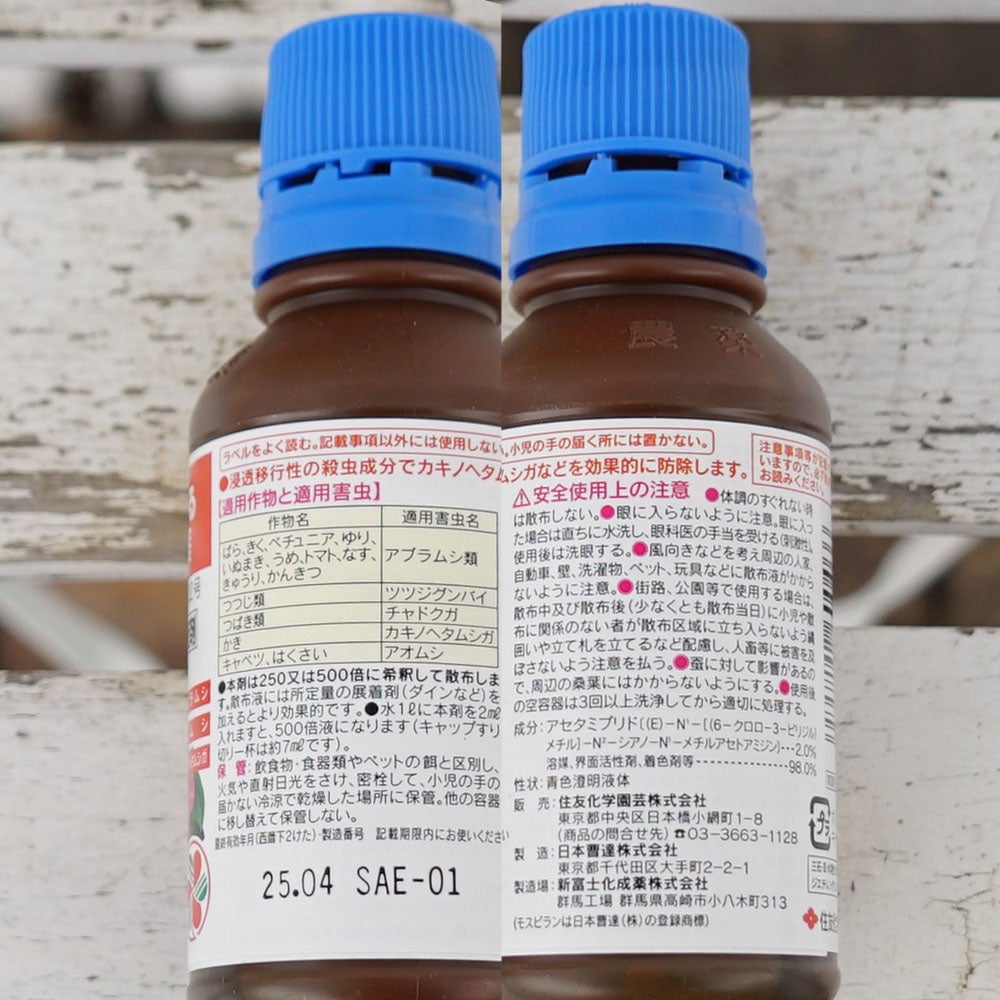 農薬
ラベルをよく読む。記載事項以外には使用しない。小児の手の届く所には置かない。
●浸透移行性の殺虫成分でカキノヘタムシガなどを効果的に防除します。
【適用作物と適用害虫】
作物名 適用害虫名
ばら、きく、ペチュニア、ゆり、
いぬまき、うめ、トマト、なす、
きゅうり、かんきつ
アブラムシ類
つつじ類 ツツジグンバイ
つばき類 チャドクガ
かき カキノヘタムシガ
キャベツ、はくさい アオムシ
●本剤は250又は500倍に希釈して散布しま
す。散布液には所定量の展着剤(ダインなど)を
加えるとより効果的です。●水1ℓに本剤を2㎖
入れますと、500倍液になります(キャップすり
切り一杯は約7㎖です)。
保 管:飲食物・食器類やペットの餌と区別し、
火気や直射日光をさけ、密栓して、小児の手の
届かない冷涼で乾燥した場所に保管。他の容器
に移し替えて保管しない。
最終有効年月(西暦下2けた)・製造番号 記載期限内にお使いください
25.04 SAE-01
注意事項等が
いますので、必
お読みください
⚠安全使用上の注意 ●体調のすぐれない時
は散布しない。●眼に入らないように注意。眼に入っ
た場合は直ちに水洗し、眼科医の手当を受ける(刺激性)。
使用後は洗眼する。●風向きなどを考え周辺の人家、
自動車、壁、洗濯物、ペット、玩具などに散布液がかから
ないように注意。●街路、公園等で使用する場合は、
散布中及び散布後(少なくとも散布当日)に小児や散
布に関係のない者が散布区域に立ち入らないよう縄
囲いや立て札を立てるなど配慮し、人畜等に被害を及
ぼさないよう注意を払う。●蚕に対して影響があるの
で、周辺の桑葉にはかからないようにする。●使用後
の空容器は3回以上洗浄してから適切に処理する。
成分:アセタミプリド[(E)-N¹-[(6-クロロ-3-ピリジル)
メチル]-N²-シアノ-N¹-メチルアセトアミジン]---2.0%
溶媒、界面活性剤、着色剤等---98.0%
性状:青色澄明液体
販 売:住友化学園芸株式会社
東京都中央区日本橋小網町1-8
(商品の問合せ先)☎03-3663-1128
製 造:日本曹達株式会社
東京都千代田区大手町2-2-1
製造場:新富士化成薬株式会社
群馬工場 群馬県高崎市小八木町313
(モスピランは日本曹達(株)の登録商標)
プラ
住友